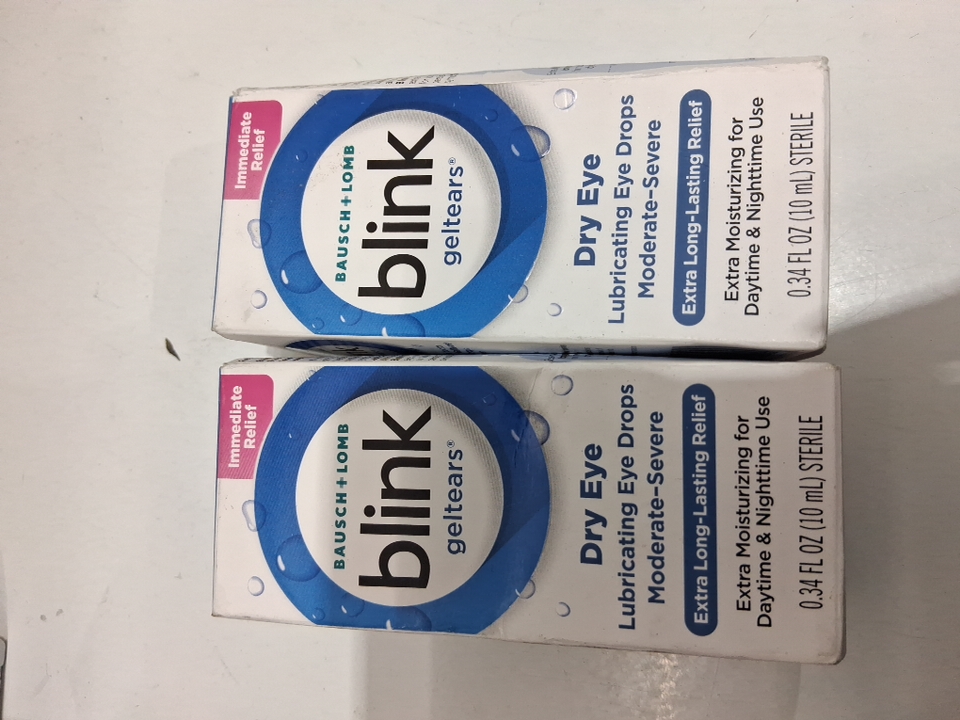 Immediate
Relief
BAUSCH + LOMB
blink
geltears®
Dry Eye
Lubricating Eye Drops
Moderate-Severe
Extra Long-Lasting Relief
Extra Moisturizing for
Daytime & Nighttime Use
0.34 FL OZ (10 mL) STERILE
Immediate
Relief
BAUSCH + LOMB
blink
geltears®
Dry Eye
Lubricating Eye Drops
Moderate-Severe
Extra Long-Lasting Relief
Extra Moisturizing for
Daytime & Nighttime Use
0.34 FL OZ (10 mL) STERILE